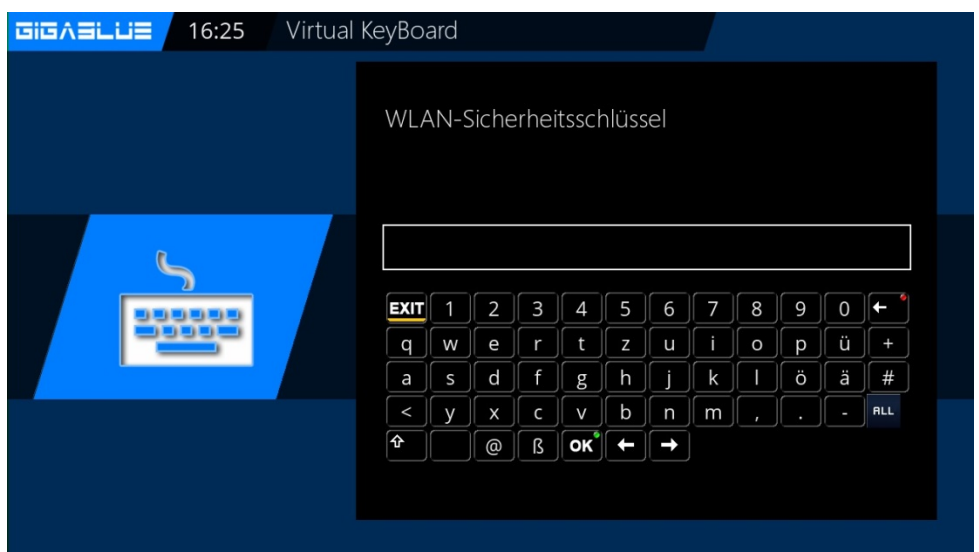 GIGABLUE 16:25 Virtual KeyBoard
WLAN-Sicherheitsschlüssel
EXIT 1 2 3 4 5 6 7 8 9 0 ←
q w e r t z u i o p ü +
a s d f g h j k l ö ä #
< y x c v b n m , . - ALL
⇧ @ ß OK ← →